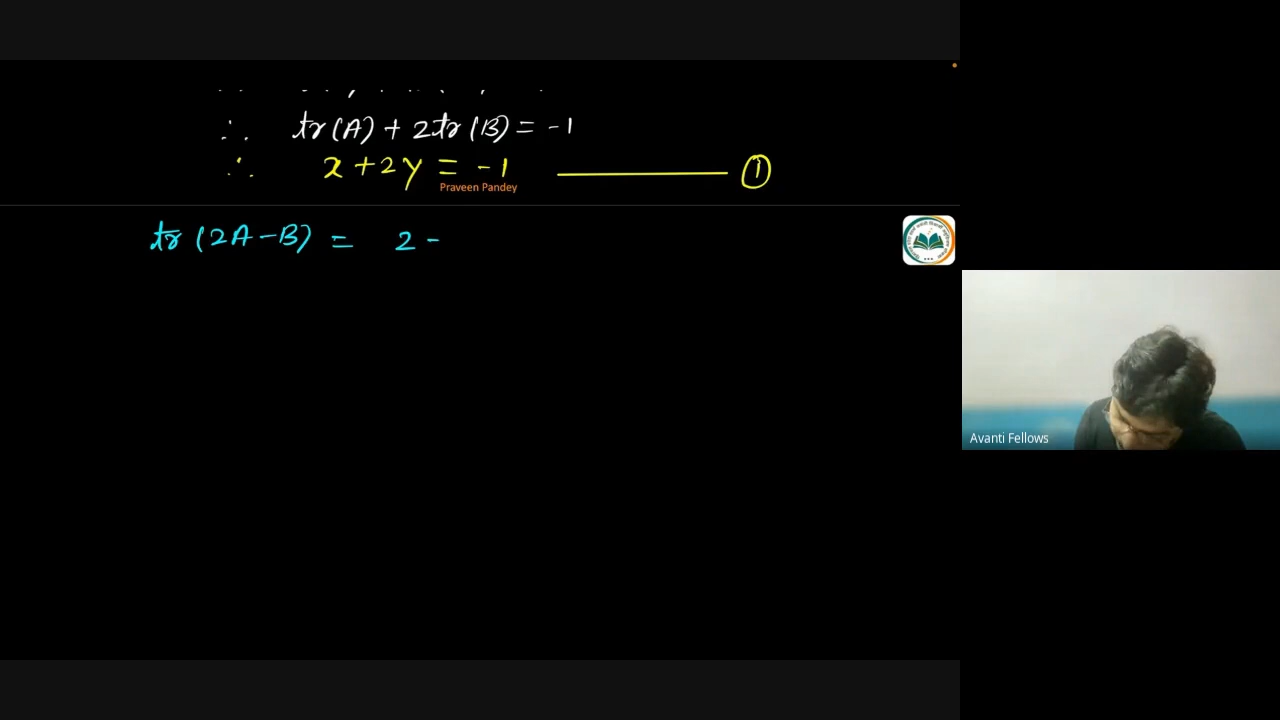 ∴ tr(A) + 2tr(B) = -1
∴ x + 2y = -1 ——— ①
Praveen Pandey
tr(2A-B) = 2 -
Avanti Fellows